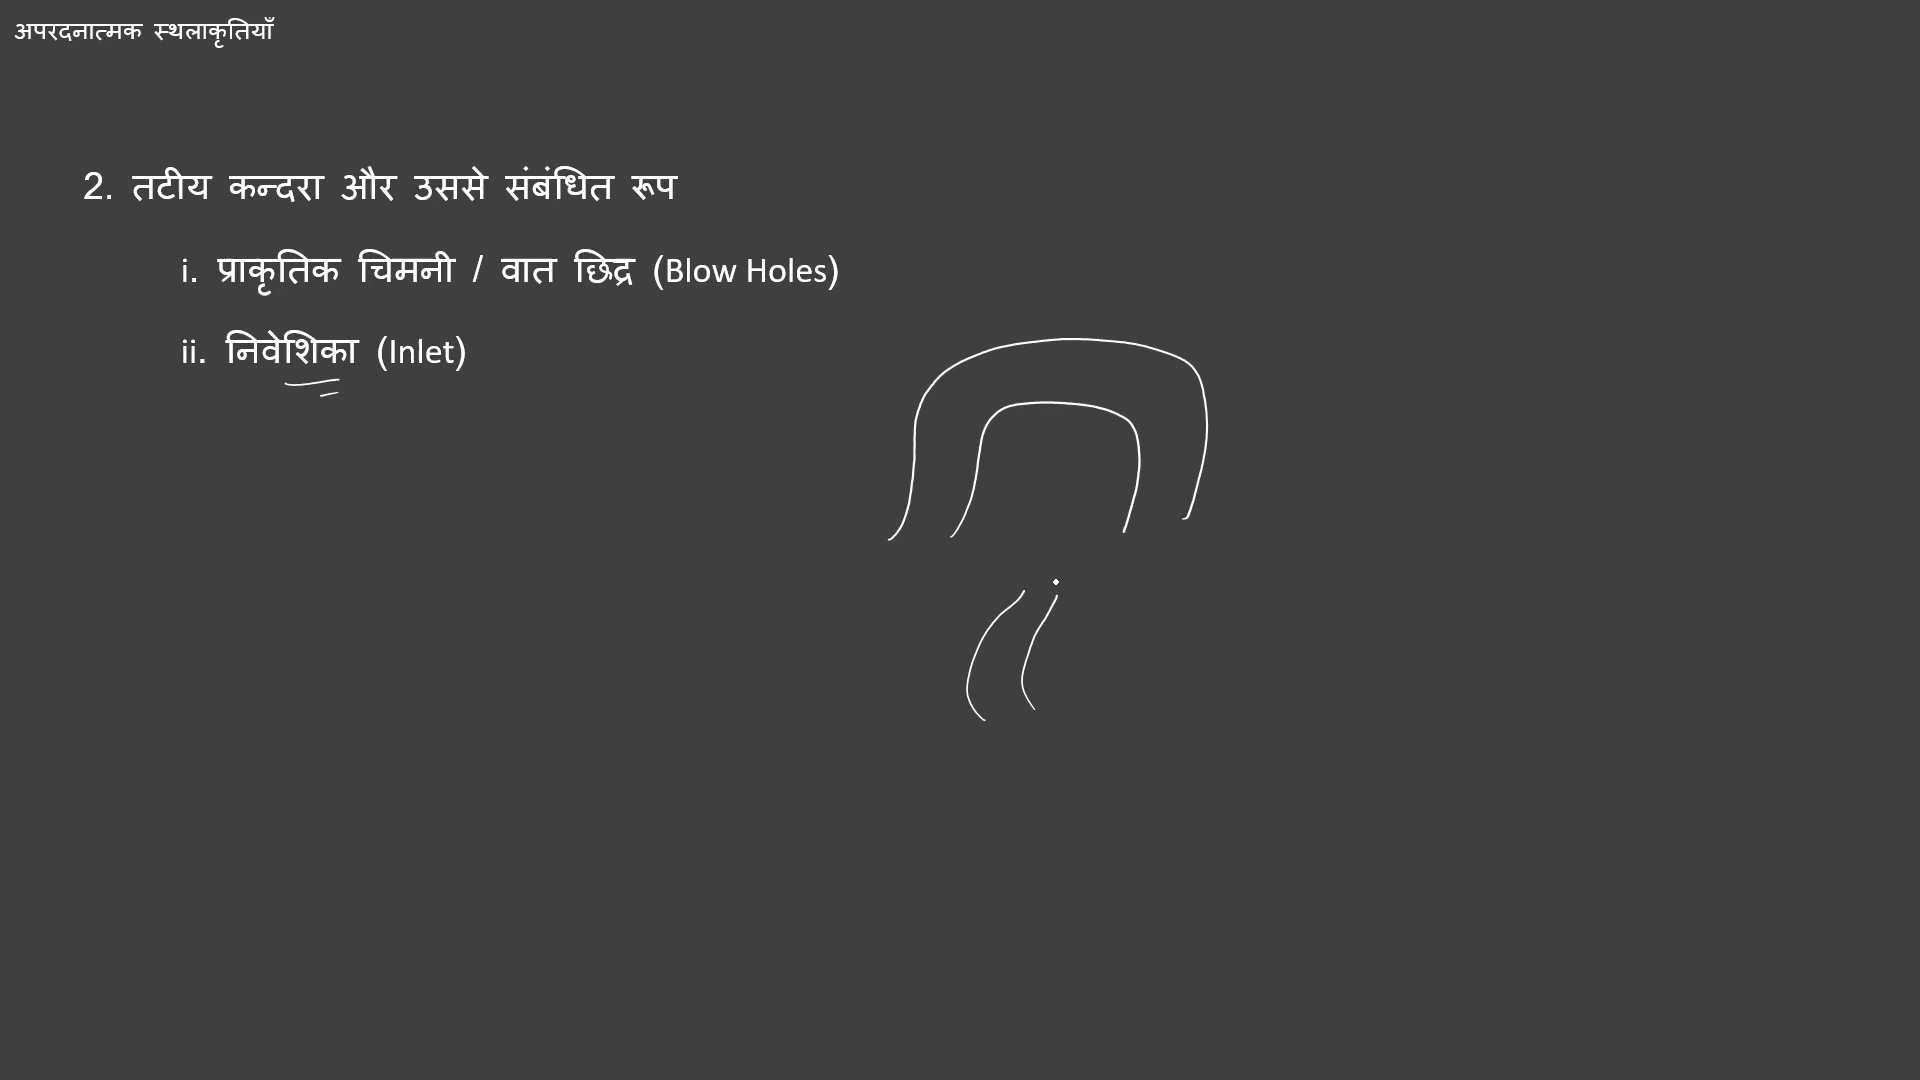 अपरदनात्मक स्थलाकृतियाँ
2. तटीय कन्दरा और उससे संबंधित रूप
i. प्राकृतिक चिमनी / वात छिद्र (Blow Holes)
ii. निवेशिका (Inlet)